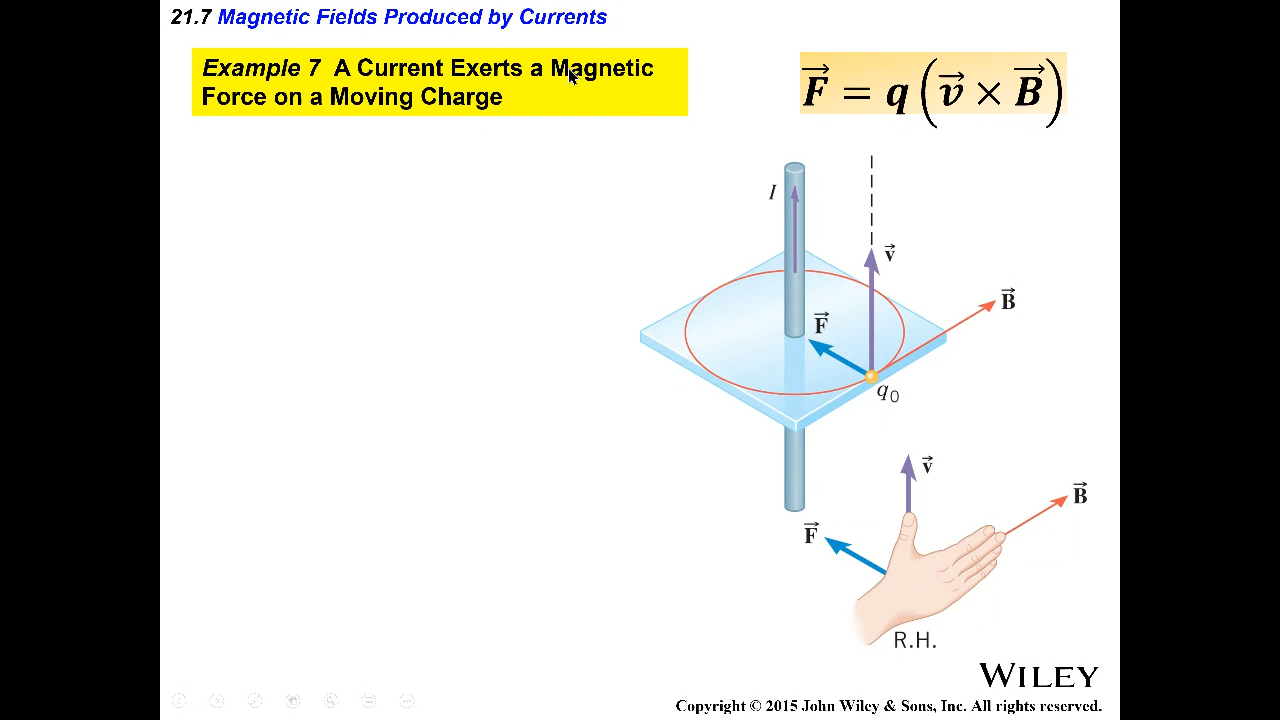 21.7 Magnetic Fields Produced by Currents
Example 7 A Current Exerts a Magnetic
Force on a Moving Charge
F⃗ = q (v⃗ × B⃗)
I
v⃗
B⃗
F⃗
q₀
v⃗
B⃗
F⃗
R.H.
WILEY
Copyright © 2015 John Wiley & Sons, Inc. All rights reserved.